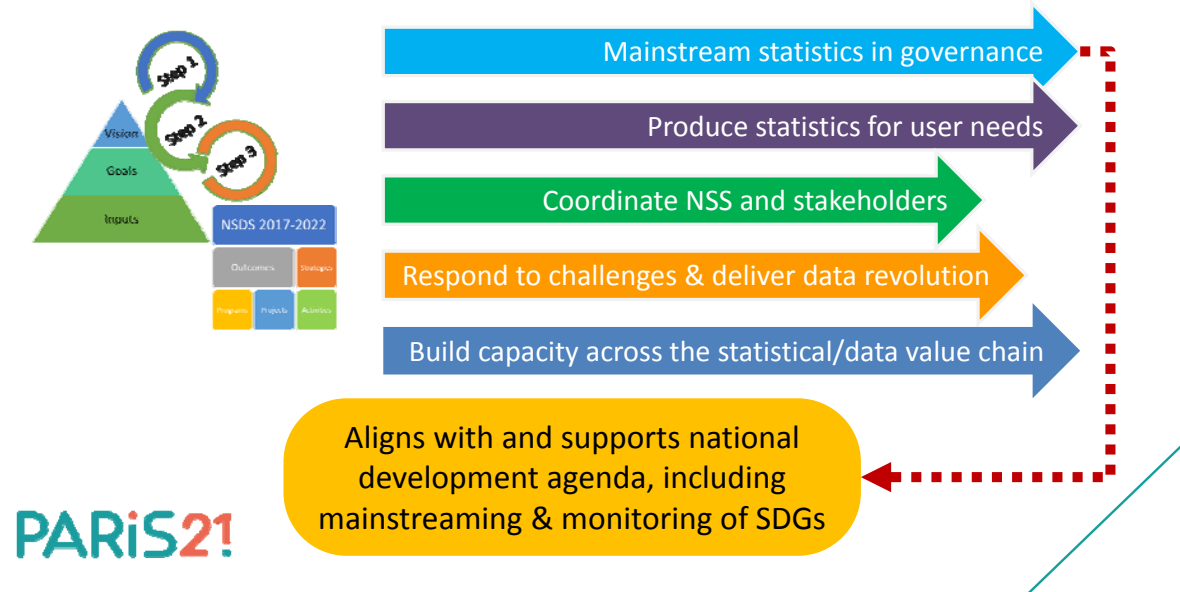 Step 1
Step 2
Step 3
Vision
Goals
Inputs
NSDS 2017-2022
Outcomes
Strategies
Programs
Projects
Activities
Mainstream statistics in governance
Produce statistics for user needs
Coordinate NSS and stakeholders
Respond to challenges & deliver data revolution
Build capacity across the statistical/data value chain
Aligns with and supports national
development agenda, including
mainstreaming & monitoring of SDGs
PARiS21